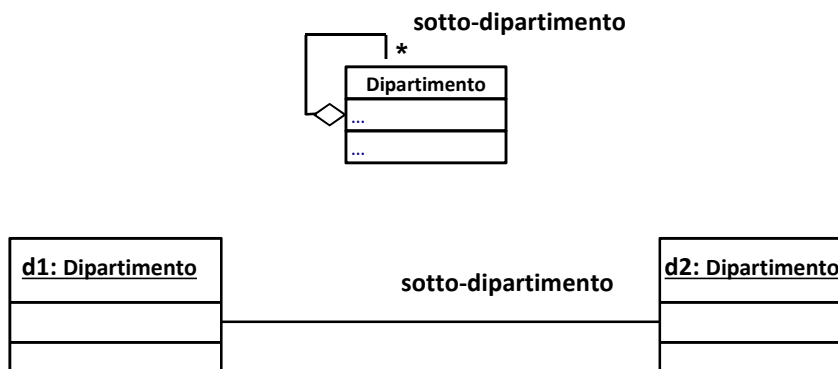 sotto-dipartimento
*
Dipartimento
...
...
d1: Dipartimento
sotto-dipartimento
d2: Dipartimento